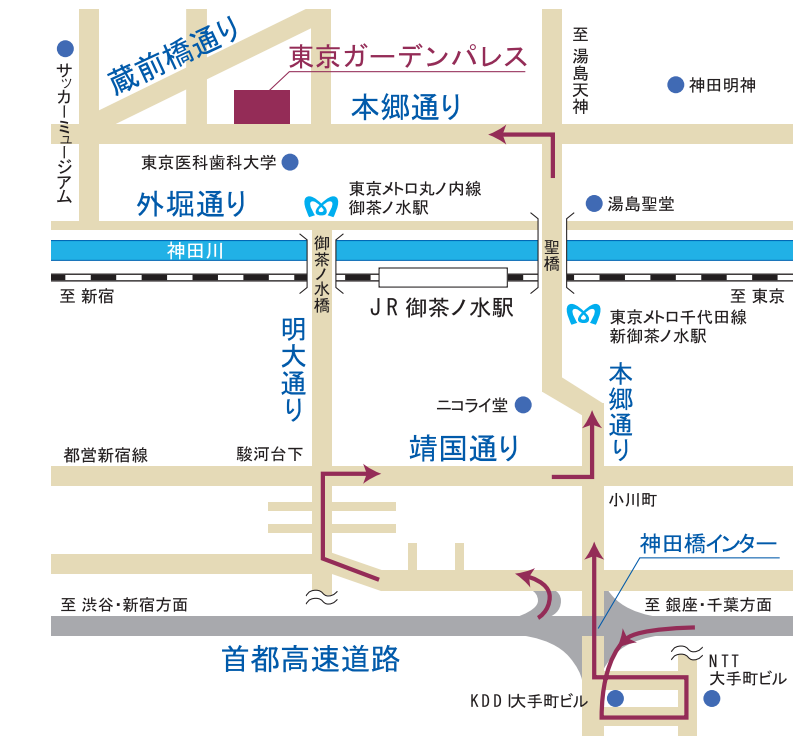 蔵前橋通り
東京ガーデンパレス
至 湯島天神
サッカーミュージアム
神田明神
本郷通り
東京医科歯科大学
東京メトロ丸ノ内線
御茶ノ水駅
外堀通り
湯島聖堂
神田川
御茶ノ水橋
聖橋
至 新宿
至 東京
JR 御茶ノ水駅
東京メトロ千代田線
新御茶ノ水駅
明大通り
本郷通り
ニコライ堂
都営新宿線
駿河台下
靖国通り
小川町
神田橋インター
至 渋谷・新宿方面
至 銀座・千葉方面
首都高速道路
NTT
大手町ビル
KDDI大手町ビル